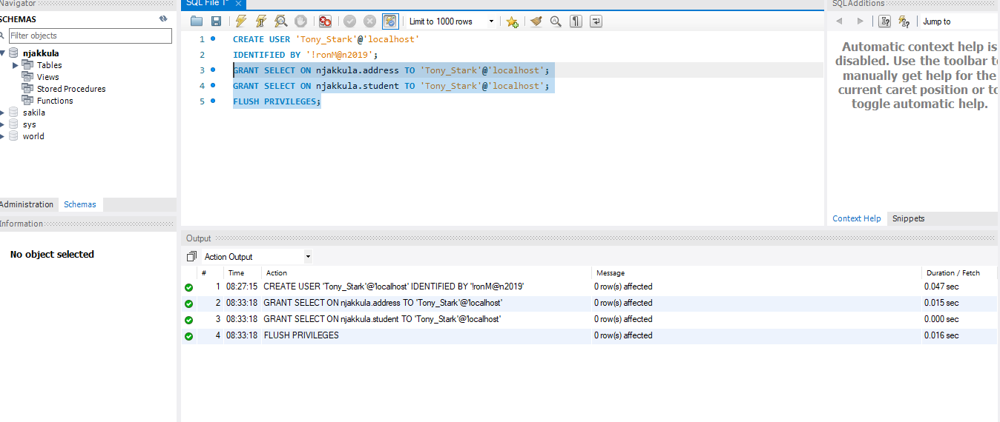 Navigator
SCHEMAS
Filter objects
njakkula
Tables
Views
Stored Procedures
Functions
sakila
sys
world
Administration Schemas
Information
No object selected
SQL File 1*
Limit to 1000 rows
1 CREATE USER 'Tony_Stark'@'localhost'
2 IDENTIFIED BY '!ronM@n2019';
3 GRANT SELECT ON njakkula.address TO 'Tony_Stark'@'localhost';
4 GRANT SELECT ON njakkula.student TO 'Tony_Stark'@'localhost';
5 FLUSH PRIVILEGES;
SQLAdditions
Jump to
Automatic context help is
disabled. Use the toolbar to
manually get help for the
current caret position or to
toggle automatic help.
Context Help Snippets
Output
Action Output
# Time Action Message Duration / Fetch
1 08:27:15 CREATE USER 'Tony_Stark'@'localhost' IDENTIFIED BY '!ronM@n2019' 0 row(s) affected 0.047 sec
2 08:33:18 GRANT SELECT ON njakkula.address TO 'Tony_Stark'@'localhost' 0 row(s) affected 0.015 sec
3 08:33:18 GRANT SELECT ON njakkula.student TO 'Tony_Stark'@'localhost' 0 row(s) affected 0.000 sec
4 08:33:18 FLUSH PRIVILEGES 0 row(s) affected 0.016 sec